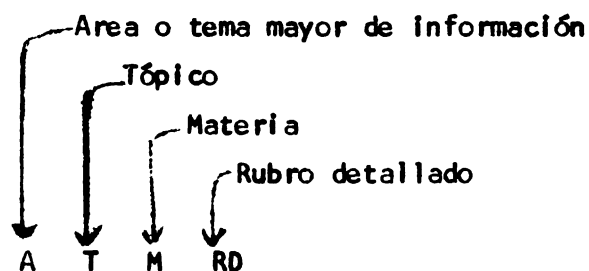 Area o tema mayor de información
Tópico
Materia
Rubro detallado
A T M RD